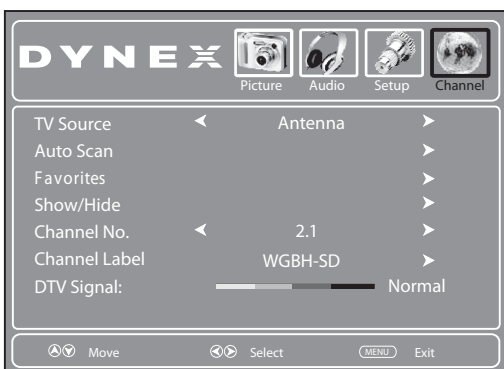 DYNEX
Picture Audio Setup Channel
TV Source Antenna
Auto Scan
Favorites
Show/Hide
Channel No. 2.1
Channel Label WGBH-SD
DTV Signal: Normal
Move Select MENU Exit